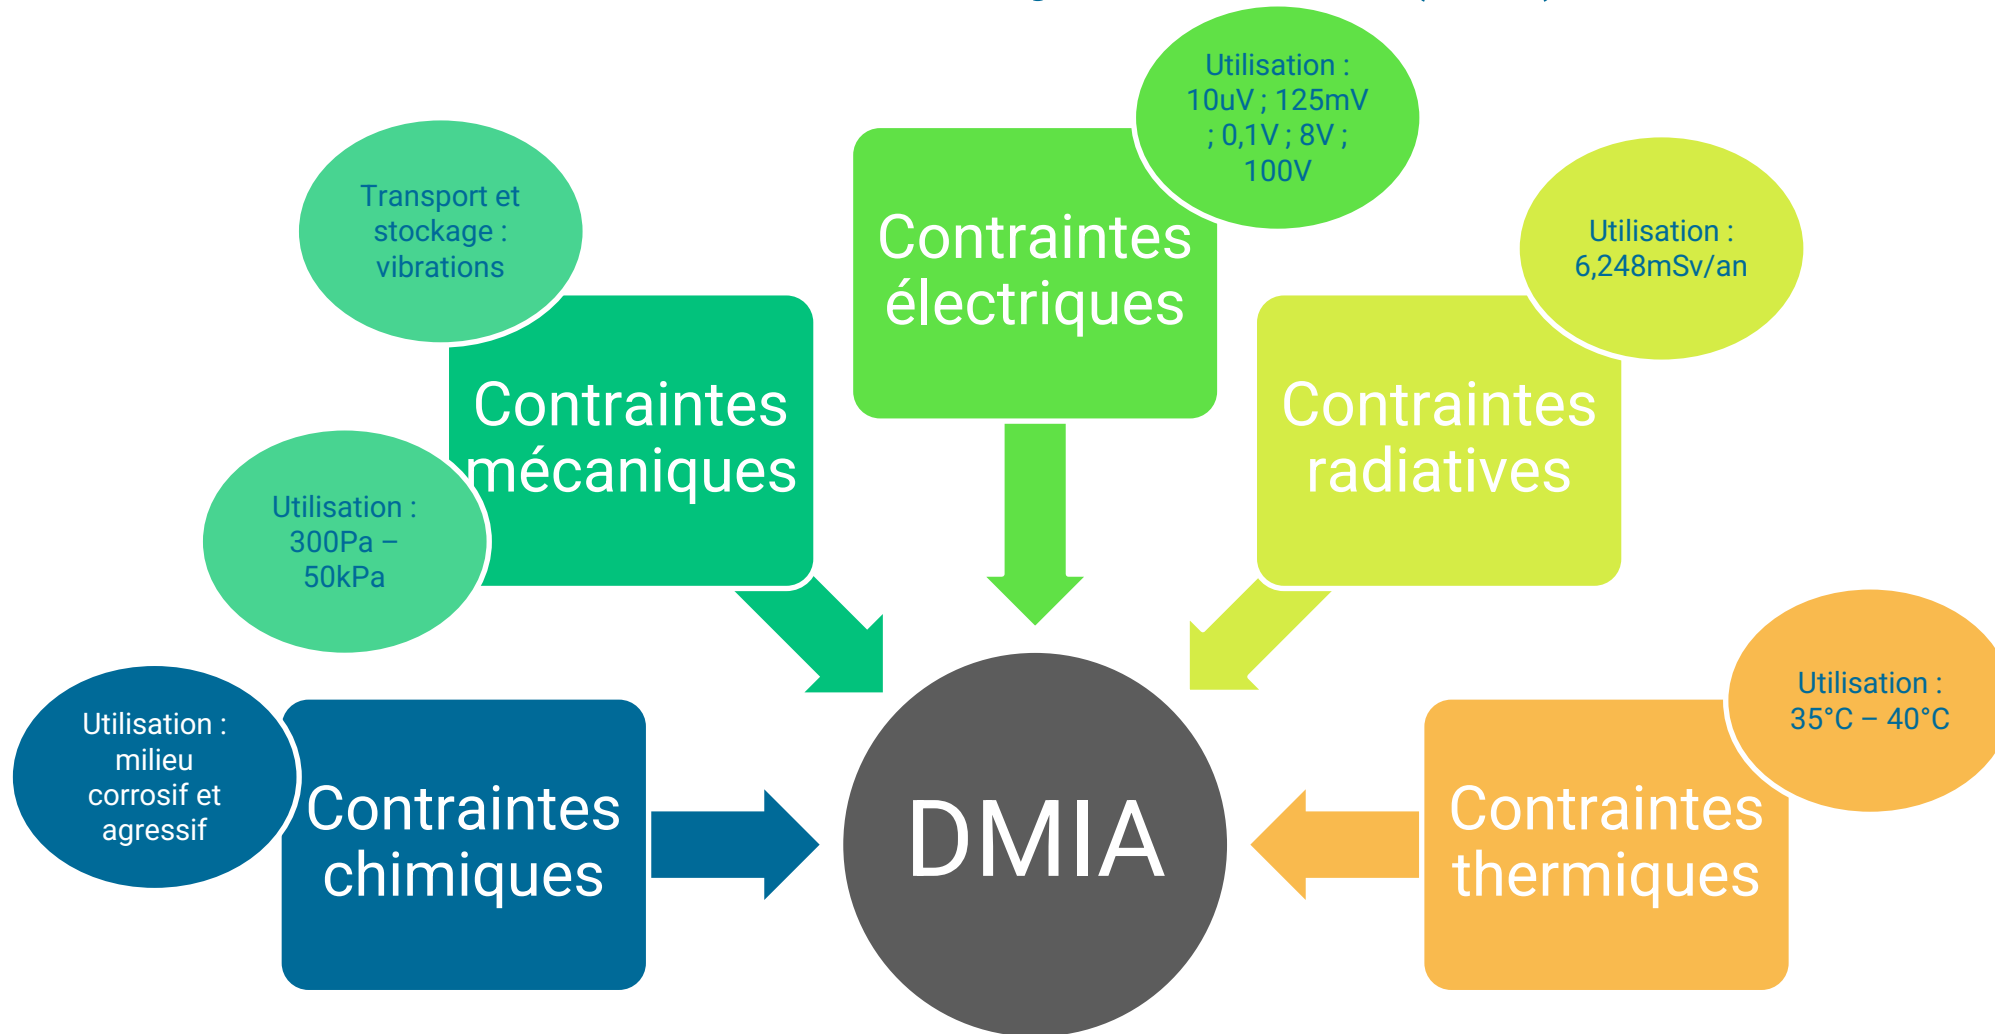 Utilisation :
10uV ; 125mV
; 0,1V ; 8V ;
100V
Contraintes
électriques
Transport et
stockage :
vibrations
Contraintes
mécaniques
Utilisation :
300Pa –
50kPa
Utilisation :
6,248mSv/an
Contraintes
radiatives
Utilisation :
milieu
corrosif et
agressif
Contraintes
chimiques
DMIA
Utilisation :
35°C – 40°C
Contraintes
thermiques